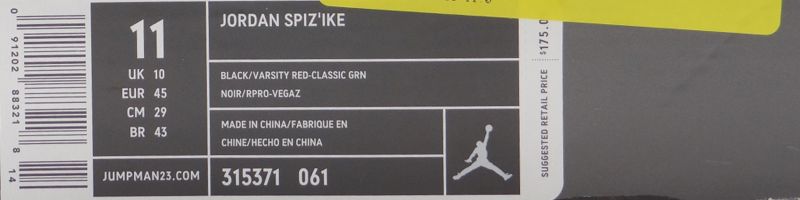 0 91202 88321 8 14
11
UK 10
EUR 45
CM 29
BR 43
JUMPMAN23.COM
JORDAN SPIZ'IKE
BLACK/VARSITY RED-CLASSIC GRN
NOIR/RPRO-VEGAZ
MADE IN CHINA/FABRIQUE EN
CHINE/HECHO EN CHINA
315371 061
SUGGESTED RETAIL PRICE